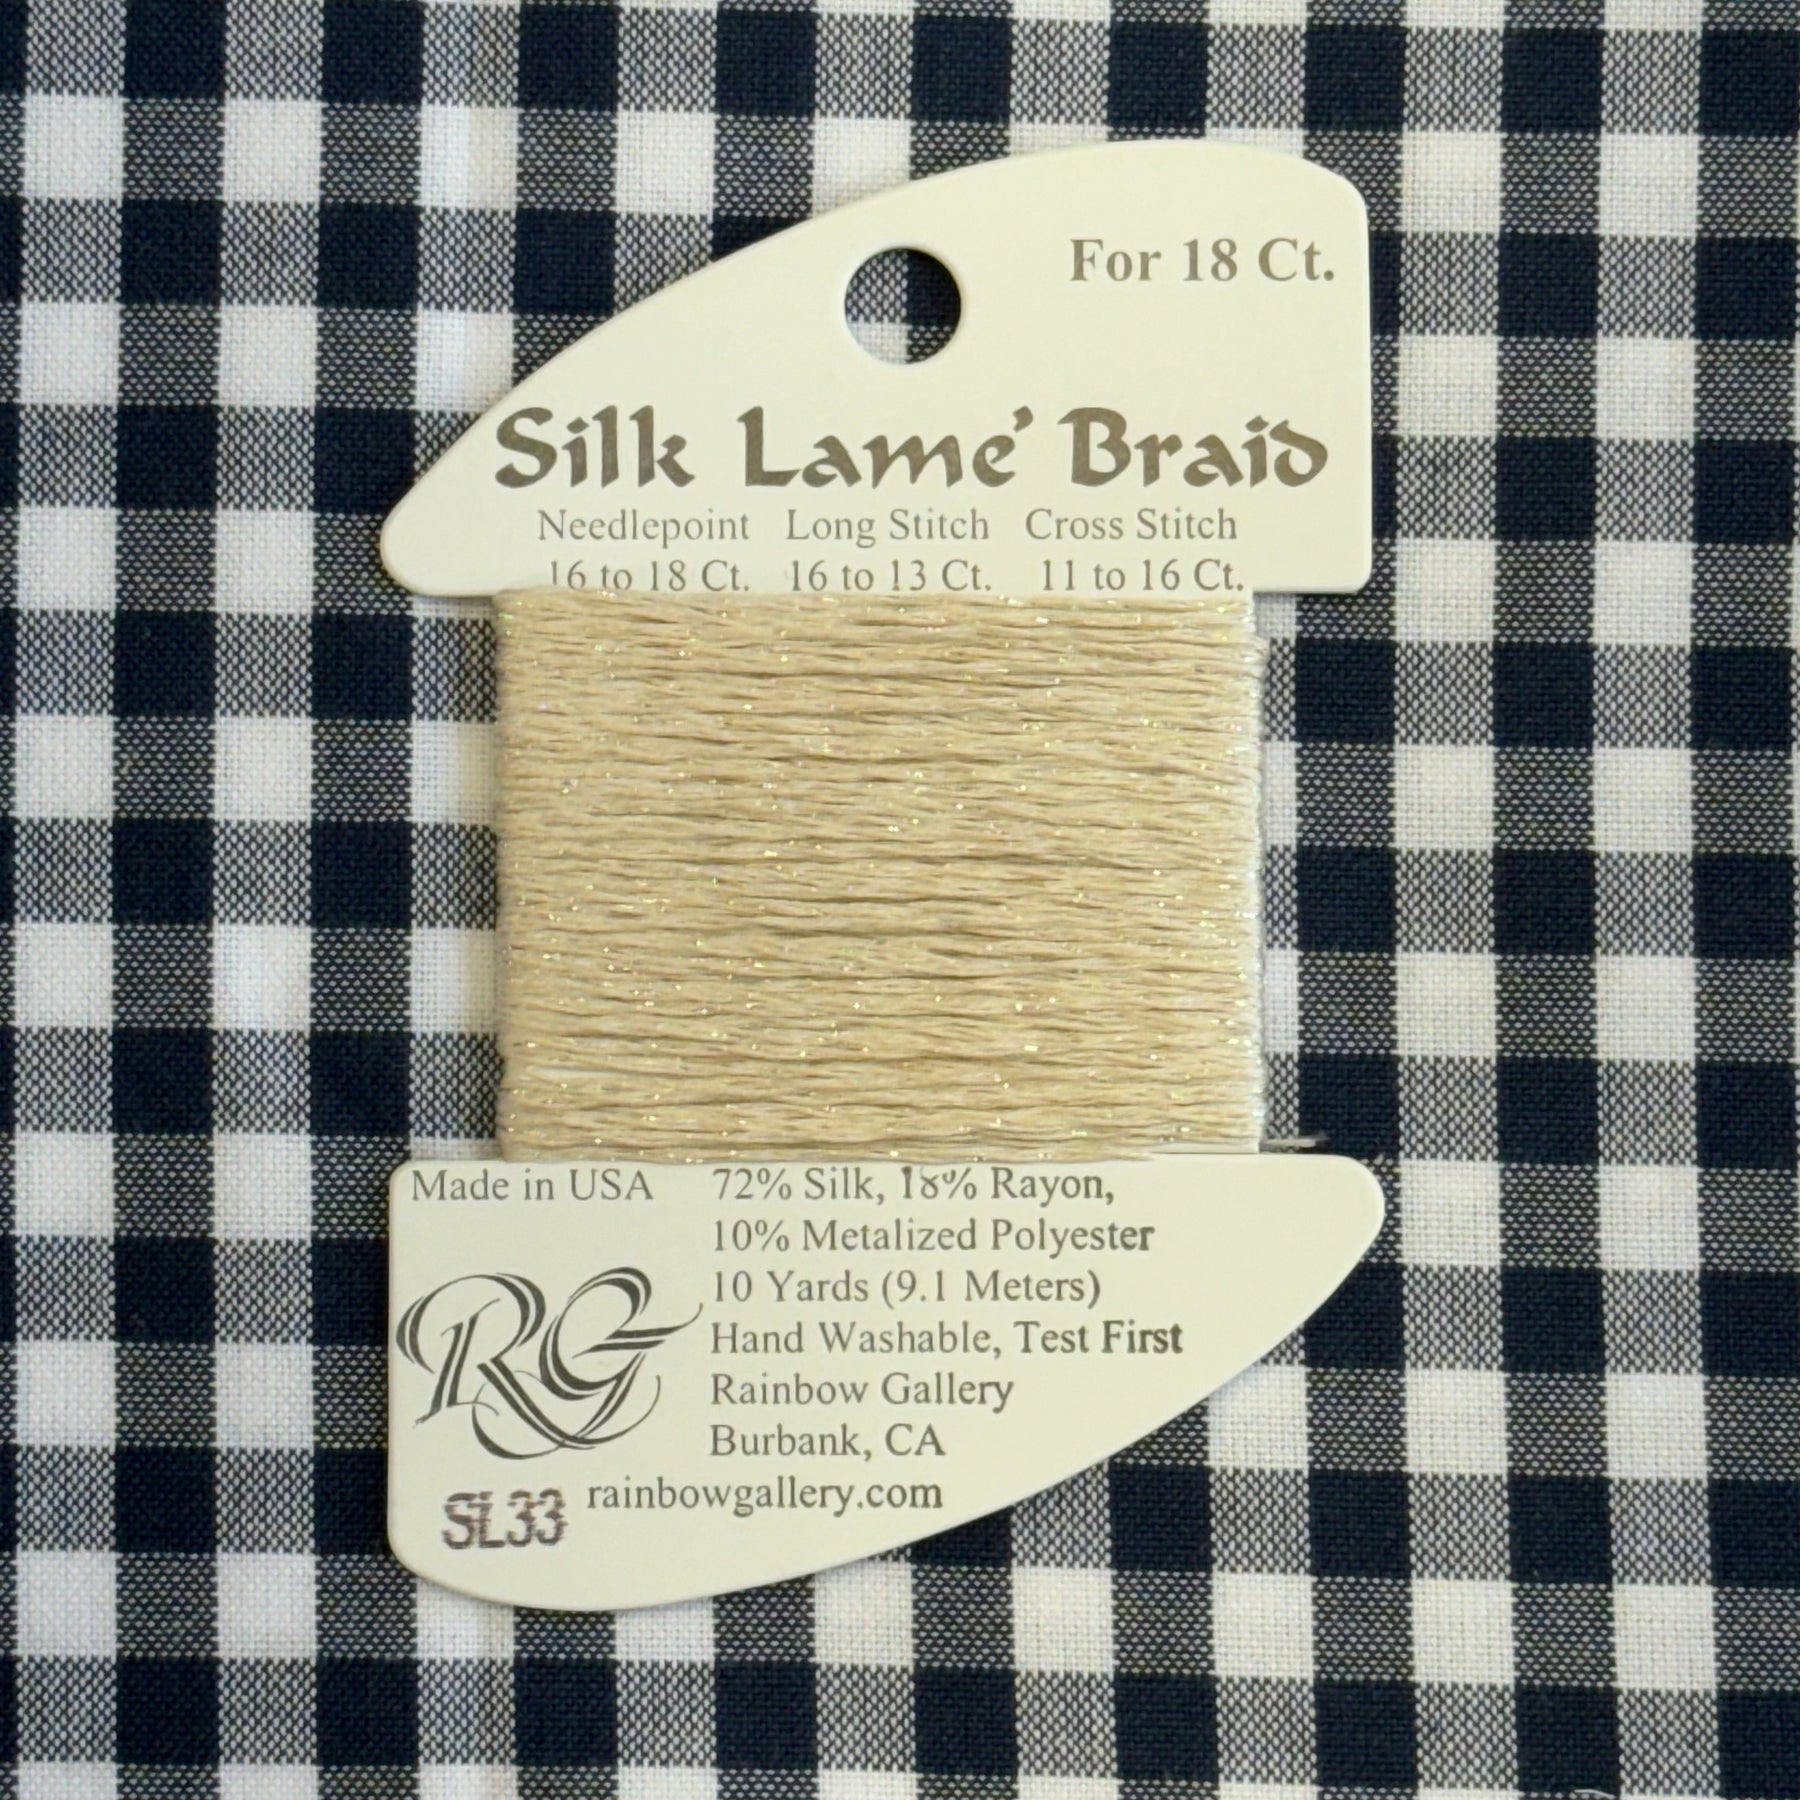 For 18 Ct.
Silk Lame' Braid
Needlepoint Long Stitch Cross Stitch
16 to 18 Ct. 16 to 13 Ct. 11 to 16 Ct.
Made in USA 72% Silk, 18% Rayon,
10% Metalized Polyester
10 Yards (9.1 Meters)
Hand Washable, Test First
RG
Rainbow Gallery
Burbank, CA
SL33 rainbowgallery.com